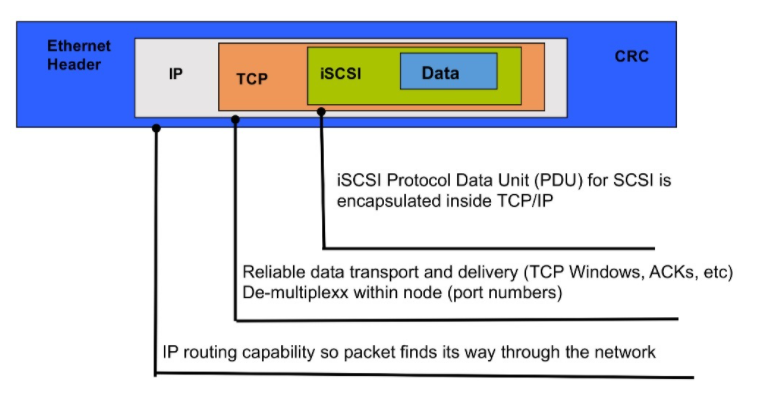 Ethernet
Header
IP
TCP
iSCSI
Data
CRC
iSCSI Protocol Data Unit (PDU) for SCSI is
encapsulated inside TCP/IP
Reliable data transport and delivery (TCP Windows, ACKs, etc)
De-multiplexx within node (port numbers)
IP routing capability so packet finds its way through the network